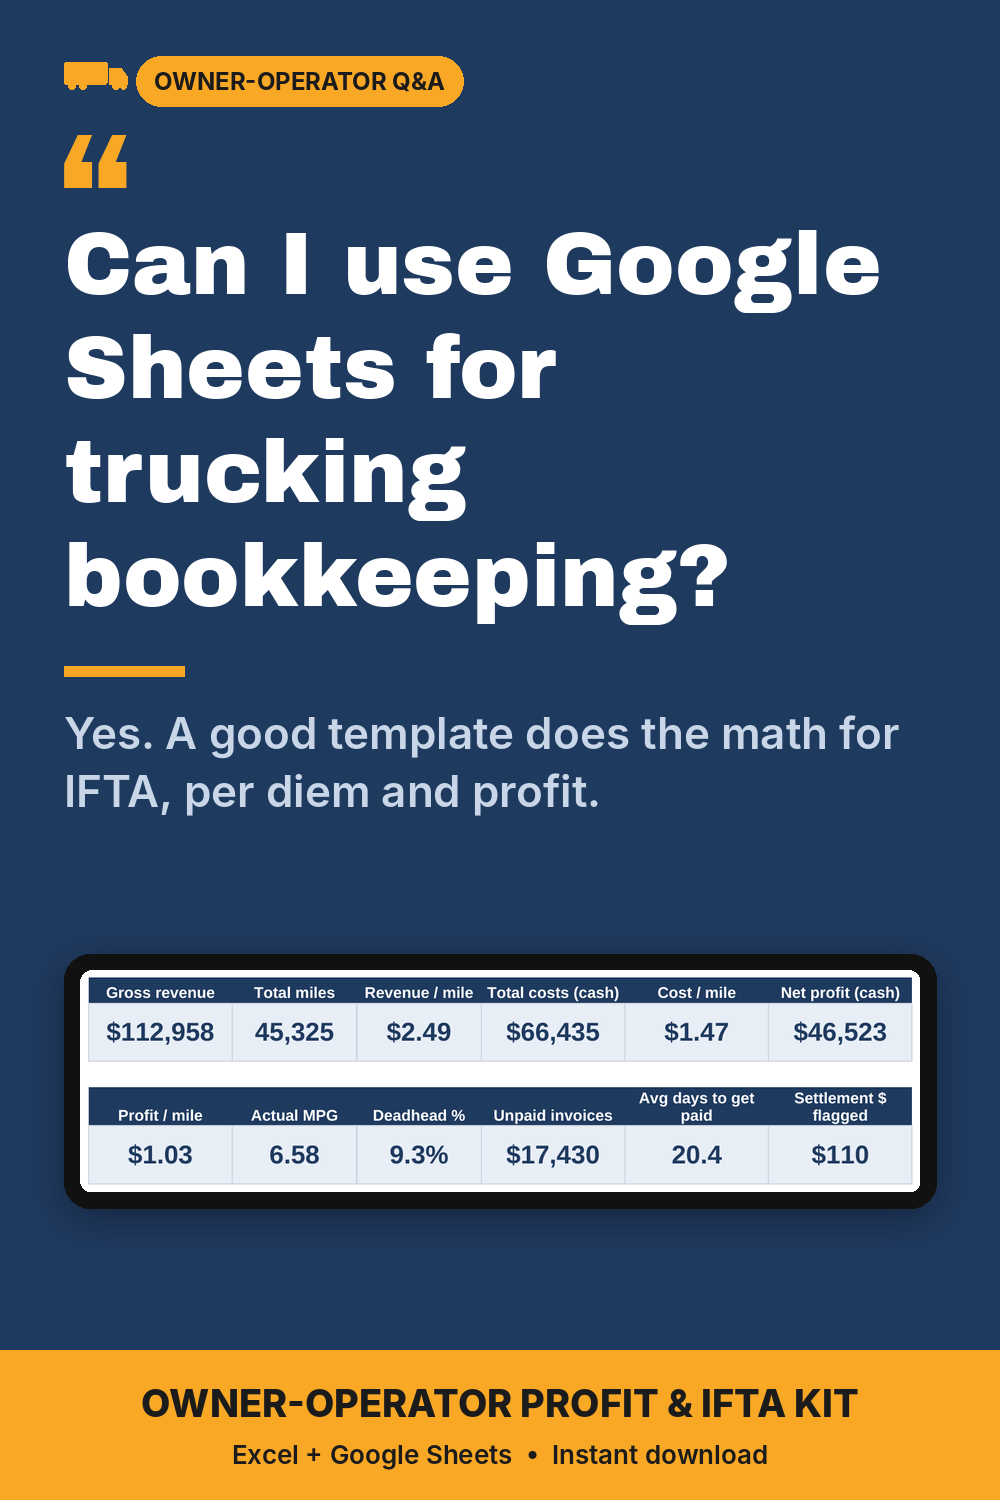 OWNER-OPERATOR Q&A
“
Can I use Google
Sheets for
trucking
bookkeeping?
Yes. A good template does the math for
IFTA, per diem and profit.
Gross revenue Total miles Revenue / mile Total costs (cash) Cost / mile Net profit (cash)
$112,958 45,325 $2.49 $66,435 $1.47 $46,523
Profit / mile Actual MPG Deadhead % Unpaid invoices Avg days to get paid Settlement $ flagged
$1.03 6.58 9.3% $17,430 20.4 $110
OWNER-OPERATOR PROFIT & IFTA KIT
Excel + Google Sheets • Instant download